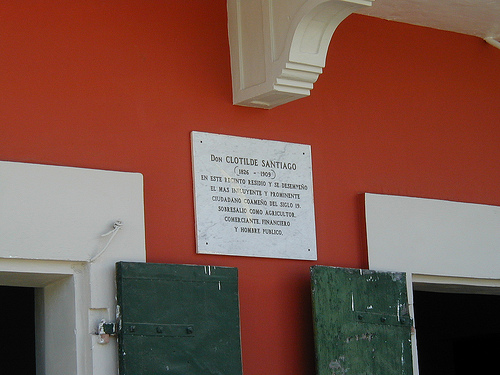 Don CLOTILDE SANTIAGO
(1826 - 1909)
EN ESTE RECINTO RESIDIO Y SE DESEMPEÑO
EL MAS INFLUYENTE Y PROMINENTE
CIUDADANO COAMEÑO DEL SIGLO 19.
SOBRESALIO COMO AGRICULTOR,
COMERCIANTE, FINANCIERO
Y HOMBRE PUBLICO.